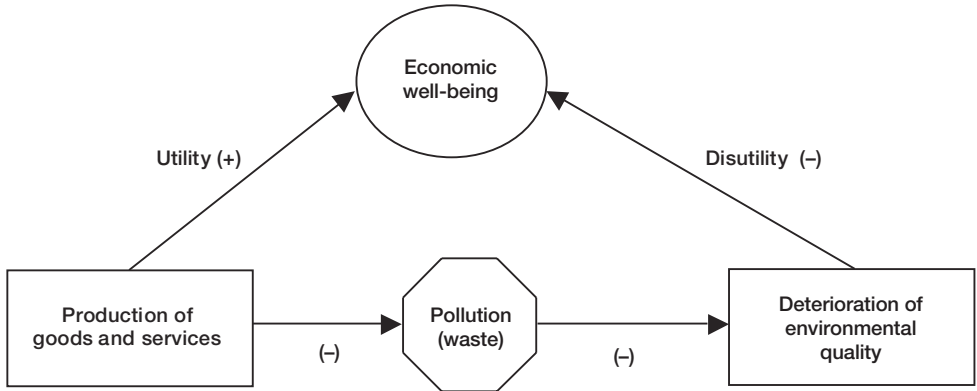 Economic
well-being
Utility (+)
Disutility (–)
Production of
goods and services
(–)
Pollution
(waste)
(–)
Deterioration of
environmental
quality